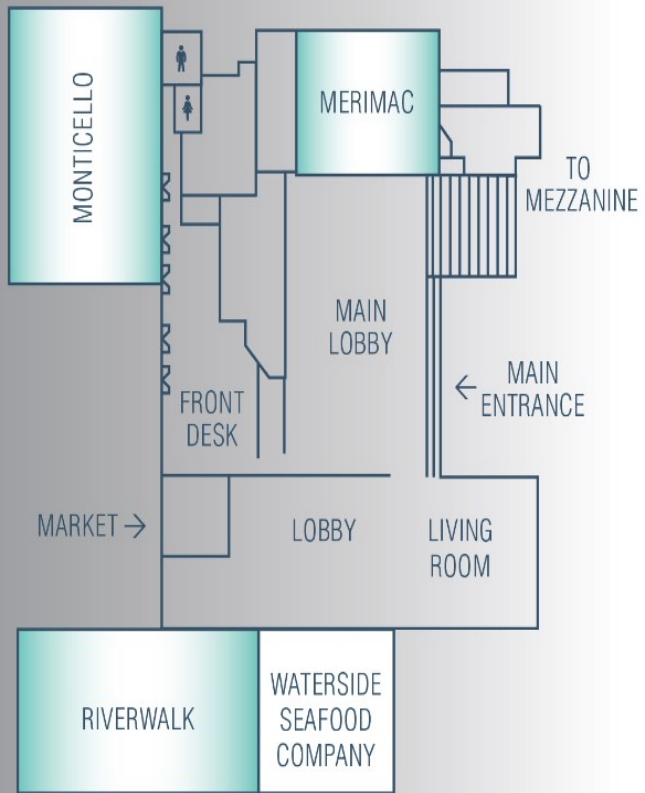 MONTICELLO
MERIMAC
TO
MEZZANINE
MAIN
LOBBY
MAIN
ENTRANCE
FRONT
DESK
MARKET
LOBBY
LIVING
ROOM
RIVERWALK
WATERSIDE
SEAFOOD
COMPANY